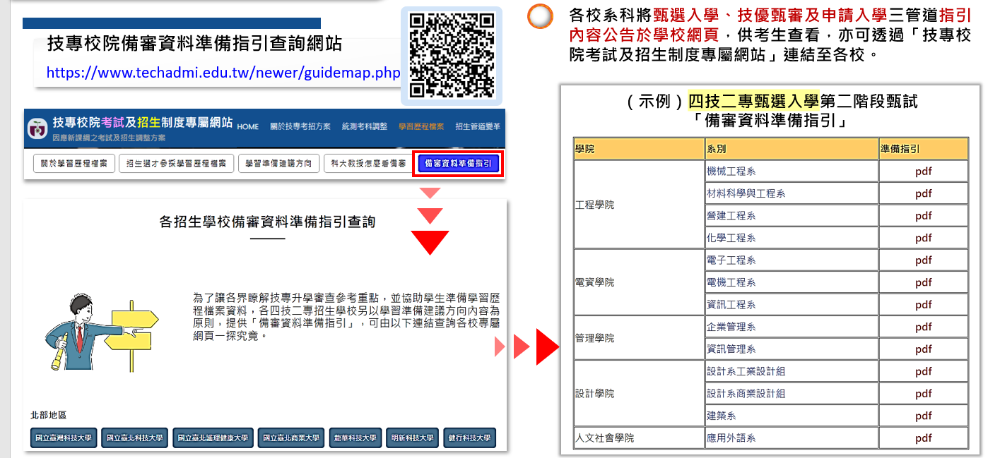 技專校院備審資料準備指引查詢網站
https://www.techadmi.edu.tw/newer/guidemap.php
技專校院考試及招生制度專屬網站
因應新課綱之考試及招生調整方案
HOME 關於技專考招方案 統測考科調整 學習歷程檔案 招生管道變革
關於學習歷程檔案 招生選才參採學習歷程檔案 學習準備建議方向 科大教授怎麼看備審 備審資料準備指引
各招生學校備審資料準備指引查詢
為了讓各界瞭解技專升學審查參考重點，並協助學生準備學習歷
程檔案資料，各四技二專招生學校另以學習準備建議方向內容為
原則，提供「備審資料準備指引」，可由以下連結查詢各校專屬
網頁一探究竟。
北部地區
國立臺灣科技大學 國立臺北科技大學 國立臺北護理健康大學 國立臺北商業大學 龍華科技大學 明新科技大學 健行科技大學
各校系科將甄選入學、技優甄審及申請入學三管道指引
內容公告於學校網頁，供考生查看，亦可透過「技專校
院考試及招生制度專屬網站」連結至各校。
（示例）四技二專甄選入學第二階段甄試
「備審資料準備指引」
學院 系別 準備指引
工程學院 機械工程系 pdf
材料科學與工程系 pdf
營建工程系 pdf
化學工程系 pdf
電資學院 電子工程系 pdf
電機工程系 pdf
資訊工程系 pdf
管理學院 企業管理系 pdf
資訊管理系 pdf
設計學院 設計系工業設計組 pdf
設計系商業設計組 pdf
建築系 pdf
人文社會學院 應用外語系 pdf